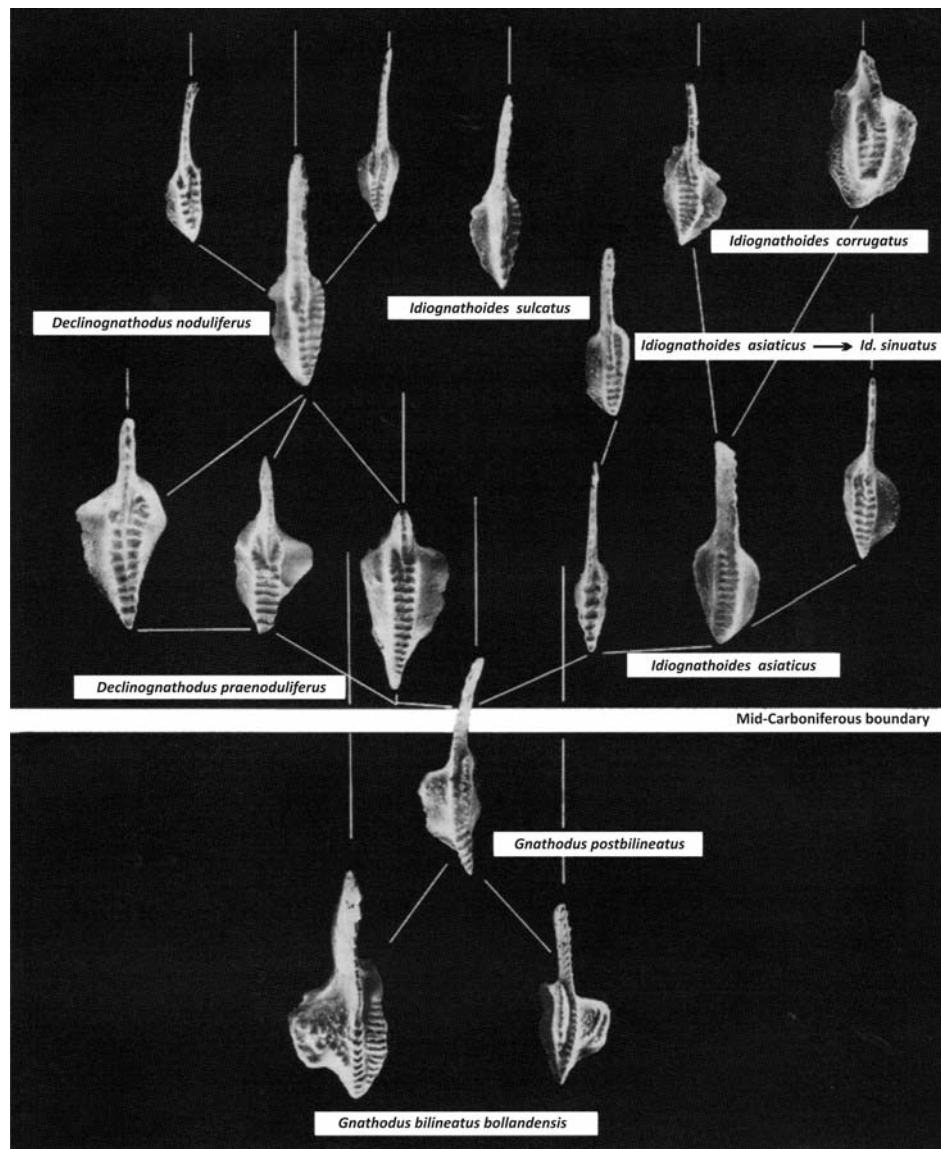 Idiognathoides corrugatus
Declinognathodus noduliferus
Idiognathoides sulcatus
Idiognathoides asiaticus → Id. sinuatus
Declinognathodus praenoduliferus
Idiognathoides asiaticus
Mid-Carboniferous boundary
Gnathodus postbilineatus
Gnathodus bilineatus bollandensis